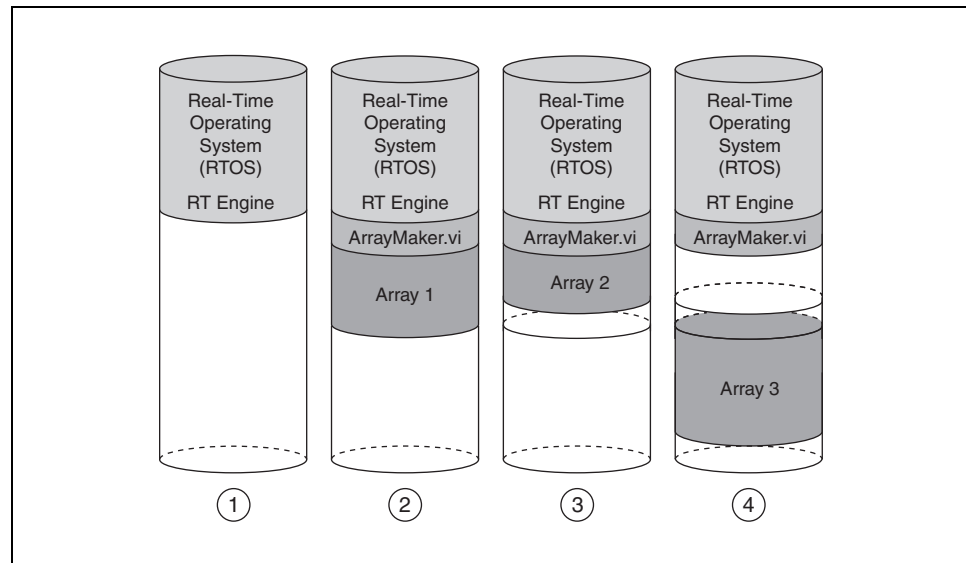 Real-Time
Operating
System
(RTOS)
RT Engine
Real-Time
Operating
System
(RTOS)
RT Engine
ArrayMaker.vi
Array 1
Real-Time
Operating
System
(RTOS)
RT Engine
ArrayMaker.vi
Array 2
Real-Time
Operating
System
(RTOS)
RT Engine
ArrayMaker.vi
Array 3
1
2
3
4